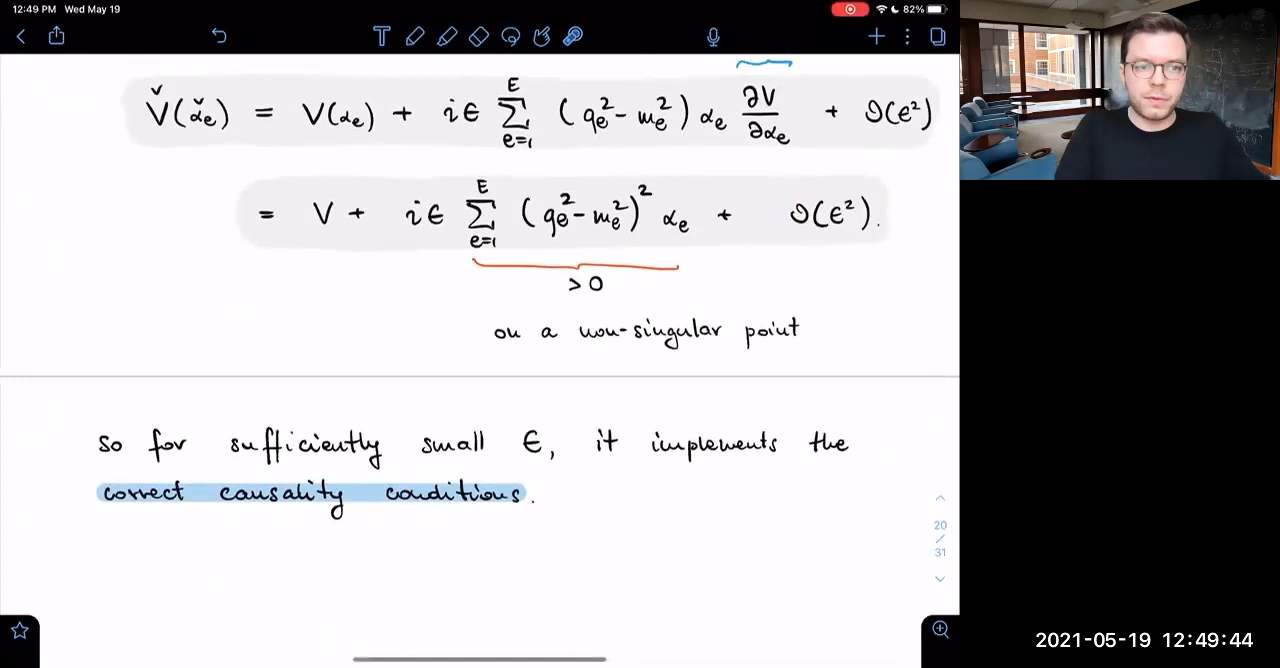 12:49 PM Wed May 19
82%
T
E
V̌(α̌ₑ) = V(αₑ) + iϵ ∑ (qₑ² - mₑ²) αₑ ∂V/∂αₑ + O(ϵ²)
e=1
E
= V + iϵ ∑ (qₑ² - mₑ²)² αₑ + O(ϵ²).
e=1
> 0
on a non-singular point
so for sufficiently small ϵ, it implements the
correct causality conditions.
20
/
31
2021-05-19 12:49:44